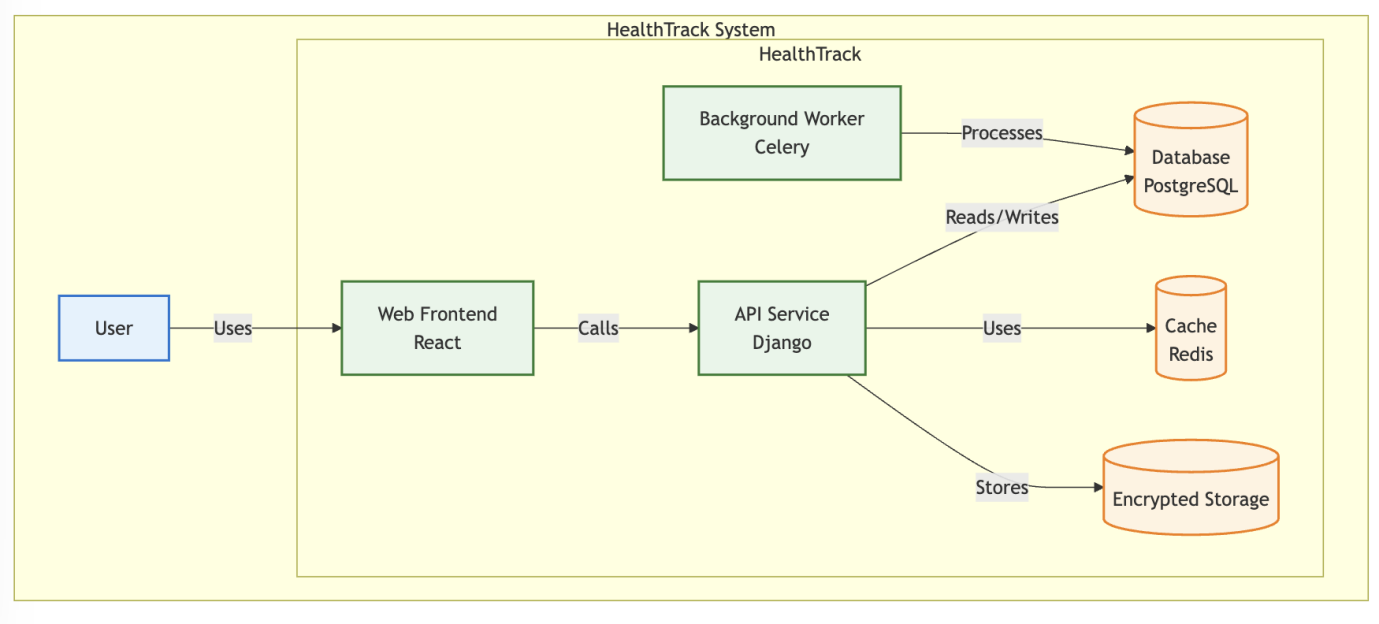 HealthTrack System
HealthTrack
Background Worker
Celery
Processes
Database
PostgreSQL
Reads/Writes
User
Uses
Web Frontend
React
Calls
API Service
Django
Uses
Cache
Redis
Stores
Encrypted Storage